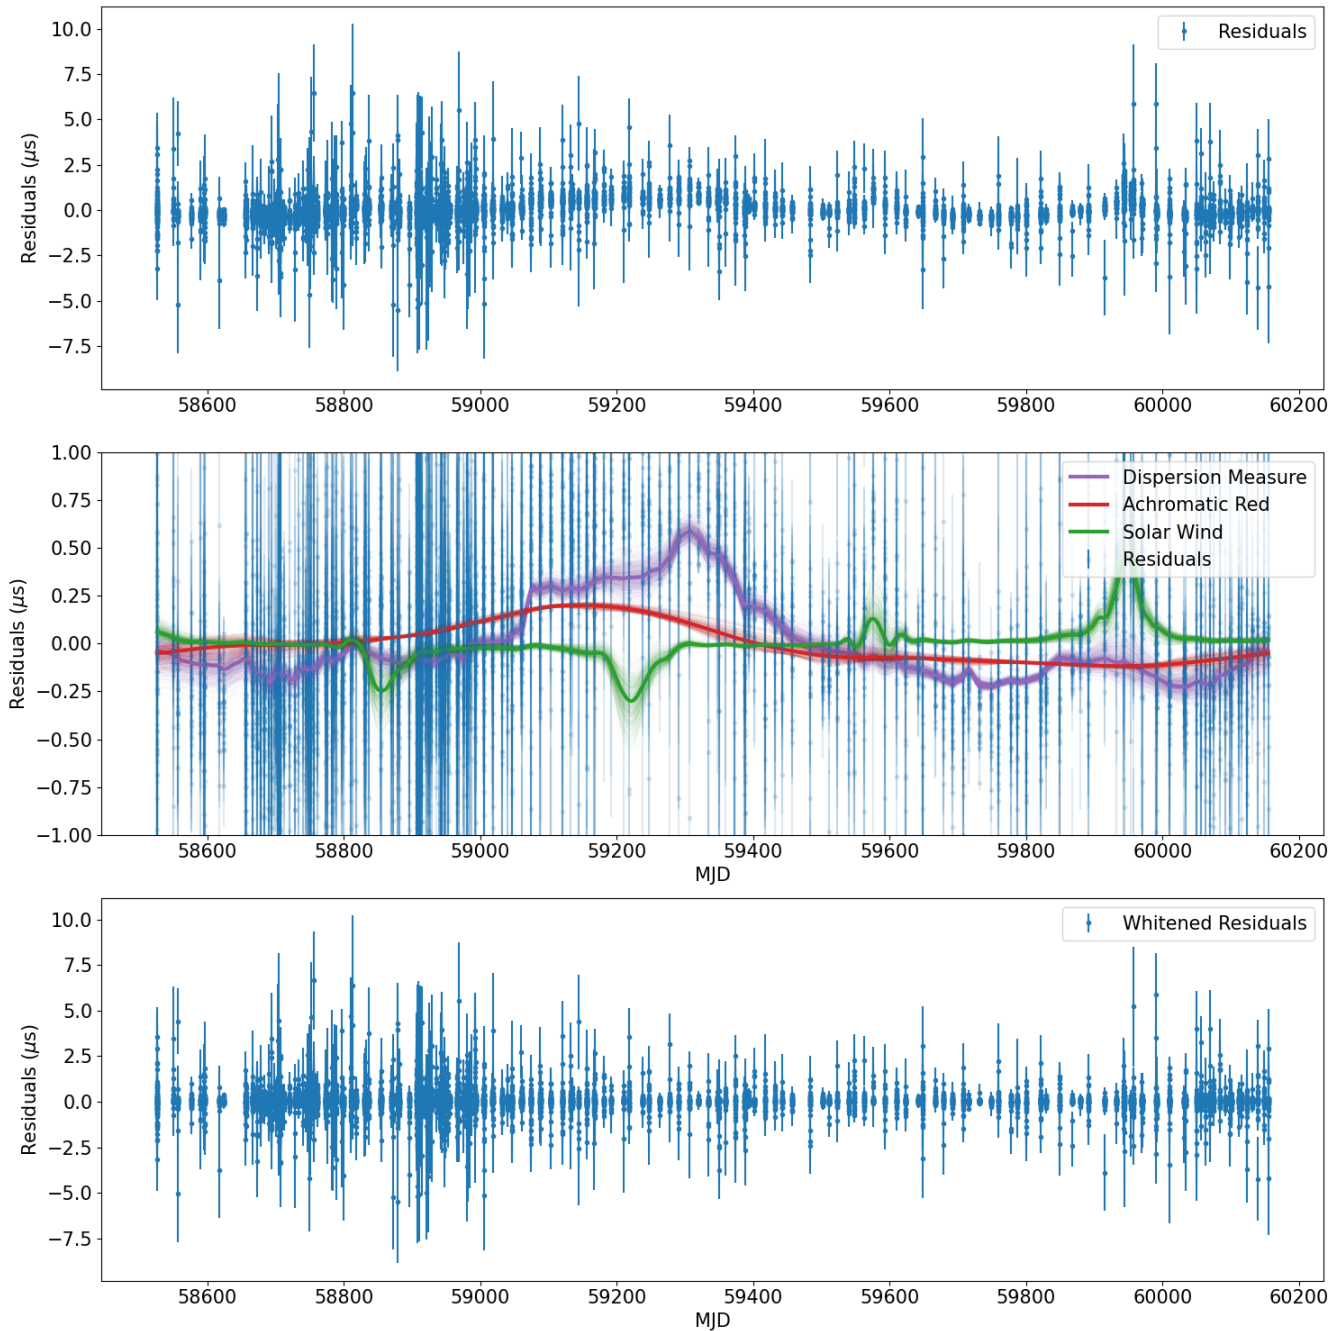 Residuals (μs)
10.0
7.5
5.0
2.5
0.0
−2.5
−5.0
−7.5
Residuals
58600 58800 59000 59200 59400 59600 59800 60000 60200
Residuals (μs)
1.00
0.75
0.50
0.25
0.00
−0.25
−0.50
−0.75
−1.00
Dispersion Measure
Achromatic Red
Solar Wind
Residuals
58600 58800 59000 59200 59400 59600 59800 60000 60200
MJD
Residuals (μs)
10.0
7.5
5.0
2.5
0.0
−2.5
−5.0
−7.5
Whitened Residuals
58600 58800 59000 59200 59400 59600 59800 60000 60200
MJD